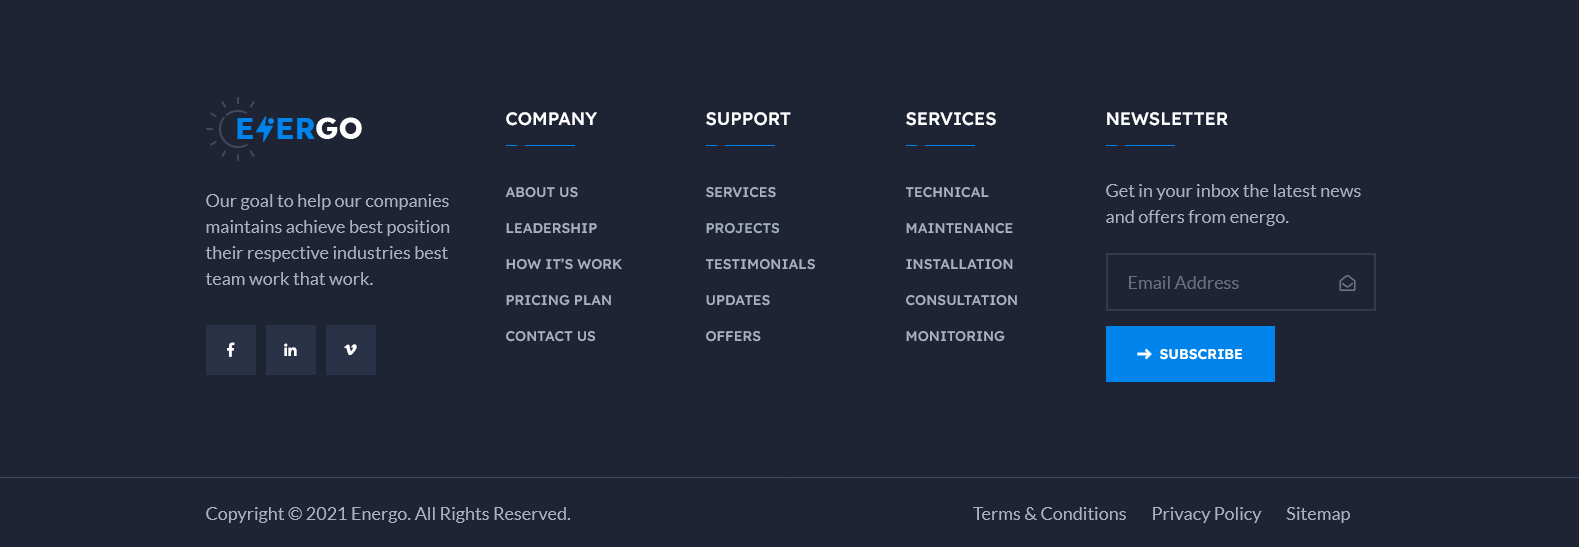 ENERGO
Our goal to help our companies
maintains achieve best position
their respective industries best
team work that work.
COMPANY
ABOUT US
LEADERSHIP
HOW IT'S WORK
PRICING PLAN
CONTACT US
SUPPORT
SERVICES
PROJECTS
TESTIMONIALS
UPDATES
OFFERS
SERVICES
TECHNICAL
MAINTENANCE
INSTALLATION
CONSULTATION
MONITORING
NEWSLETTER
Get in your inbox the latest news
and offers from energo.
Email Address
SUBSCRIBE
Copyright © 2021 Energo. All Rights Reserved.
Terms & Conditions Privacy Policy Sitemap